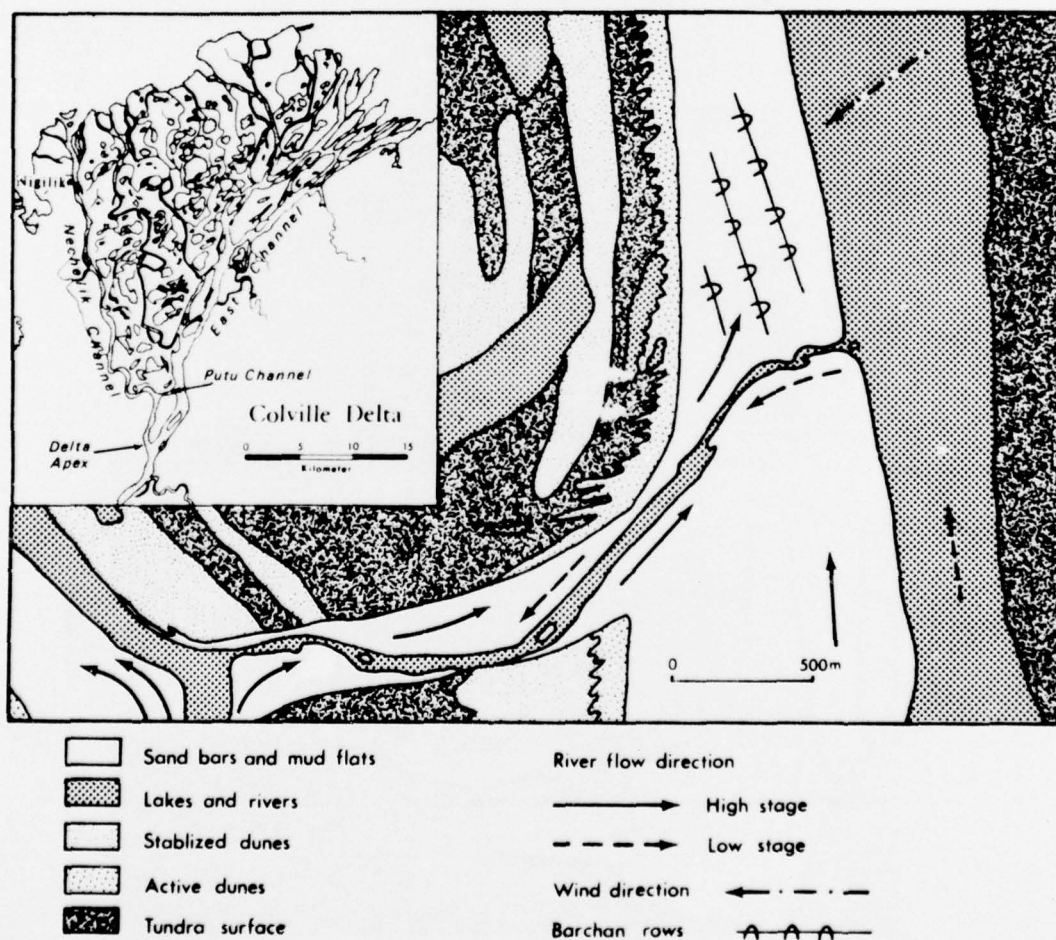 Nigilik
Nechelik Channel
East Channel
Putu Channel
Colville Delta
Delta
Apex
0 5 10 15
Kilometer
0 500m
Sand bars and mud flats
Lakes and rivers
Stablized dunes
Active dunes
Tundra surface
River flow direction
High stage
Low stage
Wind direction
Barchan rows